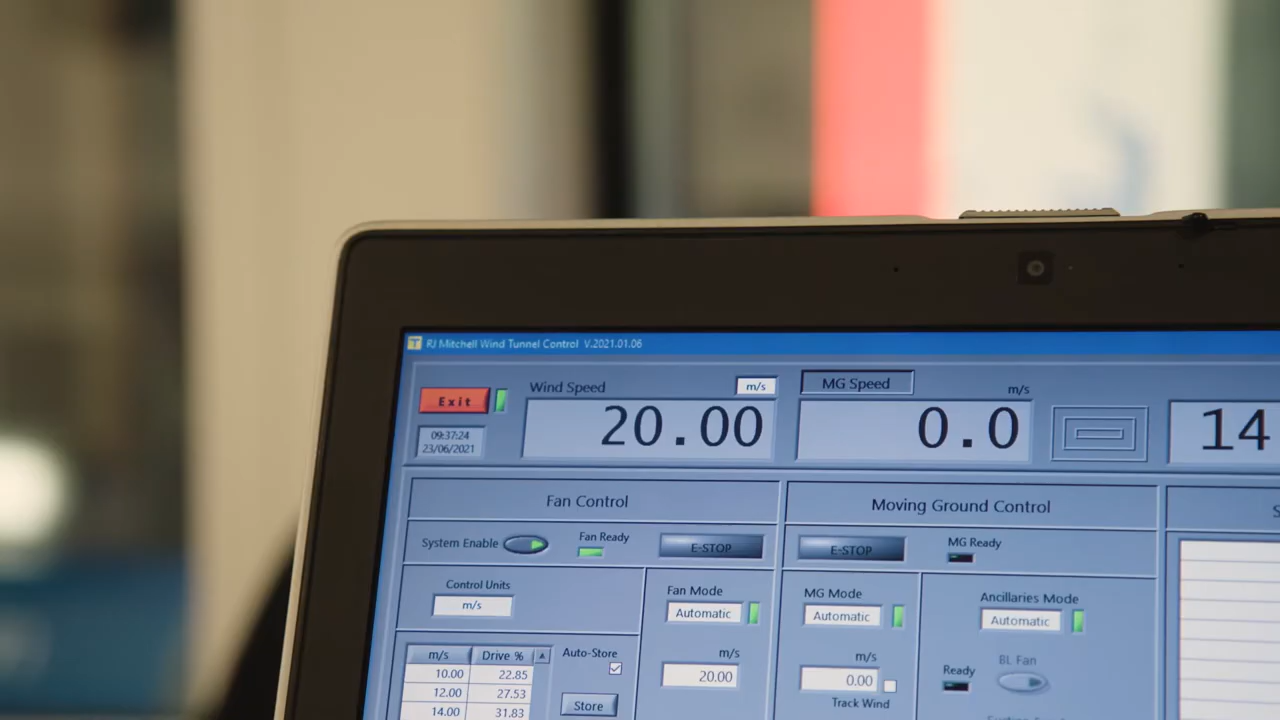 RJ Mitchell Wind Tunnel Control V.2021.01.06
Exit
09:37:24
23/06/2021
Wind Speed
m/s
20.00
MG Speed
m/s
0.0
14
Fan Control
System Enable
Fan Ready
E-STOP
Control Units
m/s
Fan Mode
Automatic
m/s
20.00
m/s Drive %
10.00 22.85
12.00 27.53
14.00 31.83
Auto-Store
Store
Moving Ground Control
E-STOP
MG Ready
MG Mode
Automatic
m/s
0.00
Track Wind
Ancillaries Mode
Automatic
Ready
BL Fan
S